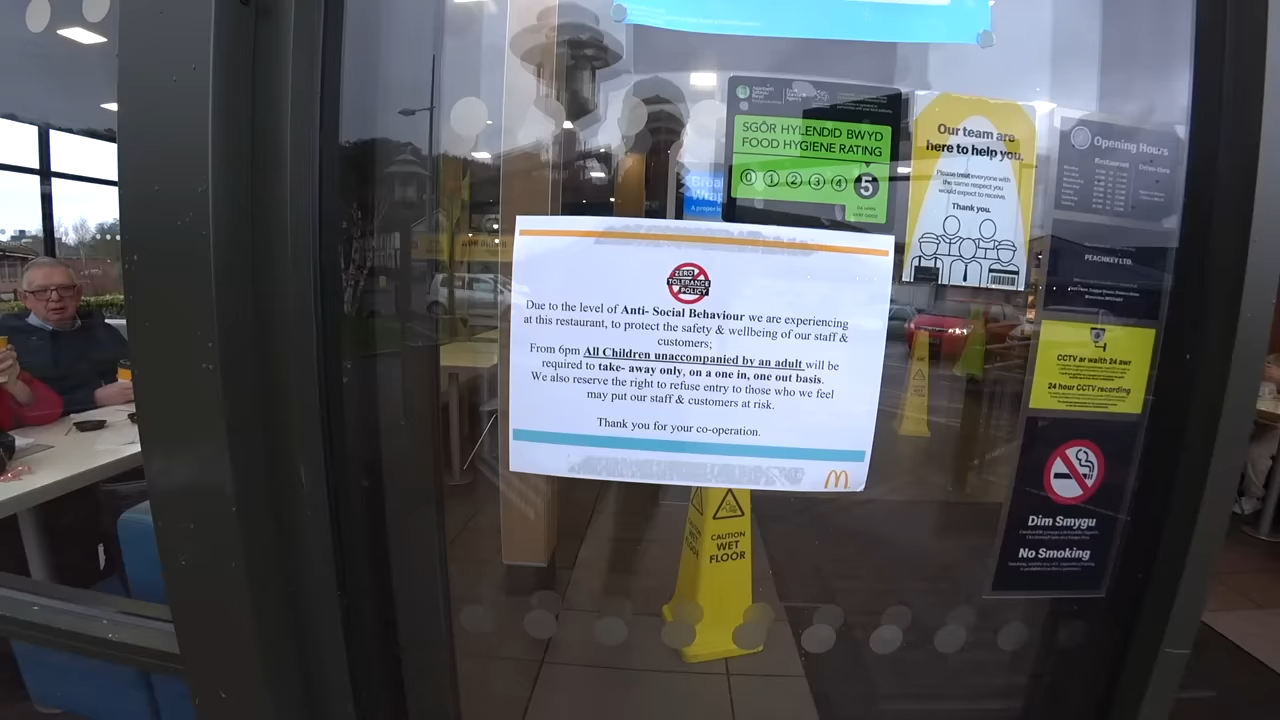 SGÔR HYLENDID BWYD
FOOD HYGIENE RATING
0 1 2 3 4 5
Our team are
here to help you.
Please treat everyone with
the same respect you
would expect to receive.
Thank you.
Opening Hours
Restaurant Drive-thru
PEACHKEY LTD.
ZERO
TOLERANCE
POLICY
Due to the level of Anti- Social Behaviour we are experiencing
at this restaurant, to protect the safety & wellbeing of our staff &
customers;
From 6pm All Children unaccompanied by an adult will be
required to take- away only, on a one in, one out basis.
We also reserve the right to refuse entry to those who we feel
may put our staff & customers at risk.
Thank you for your co-operation.
CCTV ar waith 24 awr
24 hour CCTV recording
Dim Smygu
No Smoking
CAUTION
WET
FLOOR